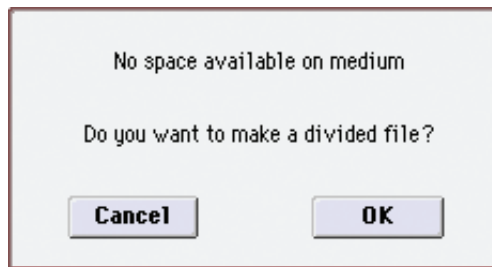 No space available on medium
Do you want to make a divided file?
Cancel OK